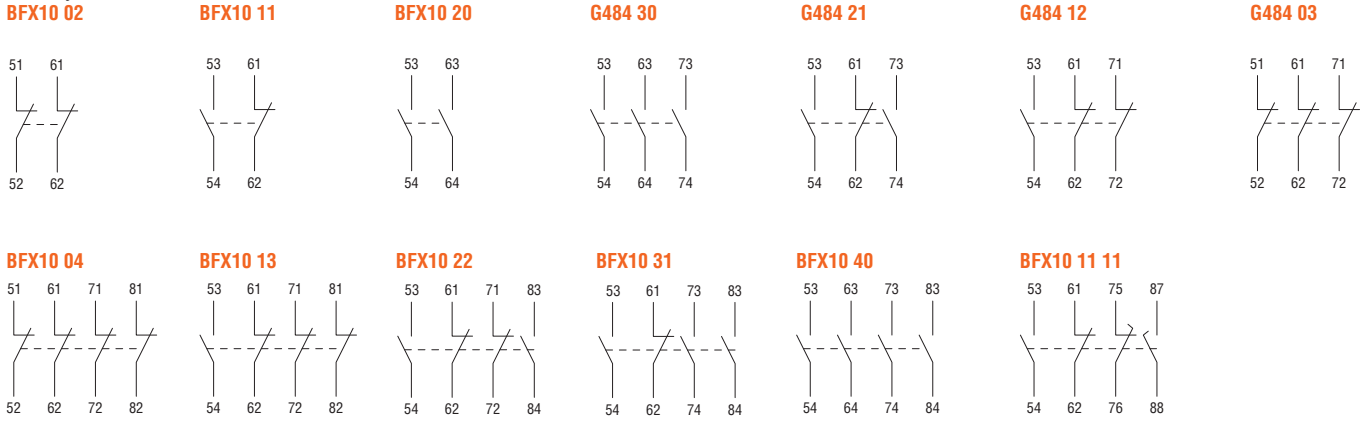 BFX10 02 BFX10 11 BFX10 20 G484 30 G484 21 G484 12 G484 03
51 61 53 61 53 63 53 63 73 53 61 73 53 61 71 51 61 71
52 62 54 62 54 64 54 64 74 54 62 74 54 62 72 52 62 72
BFX10 04 BFX10 13 BFX10 22 BFX10 31 BFX10 40 BFX10 11 11
51 61 71 81 53 61 71 81 53 61 71 83 53 61 73 83 53 63 73 83 53 61 75 87
52 62 72 82 54 62 72 82 54 62 72 84 54 62 74 84 54 64 74 84 54 62 76 88